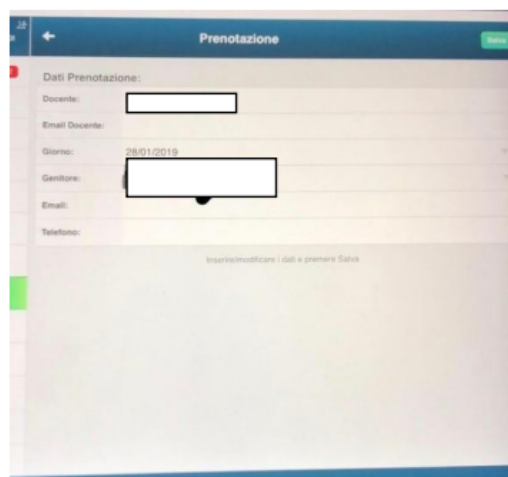 Prenotazione
Salva
Dati Prenotazione:
Docente:
Email Docente:
Giorno: 28/01/2019
Genitore:
Email:
Telefono:
Inserire/modificare i dati e premere Salva